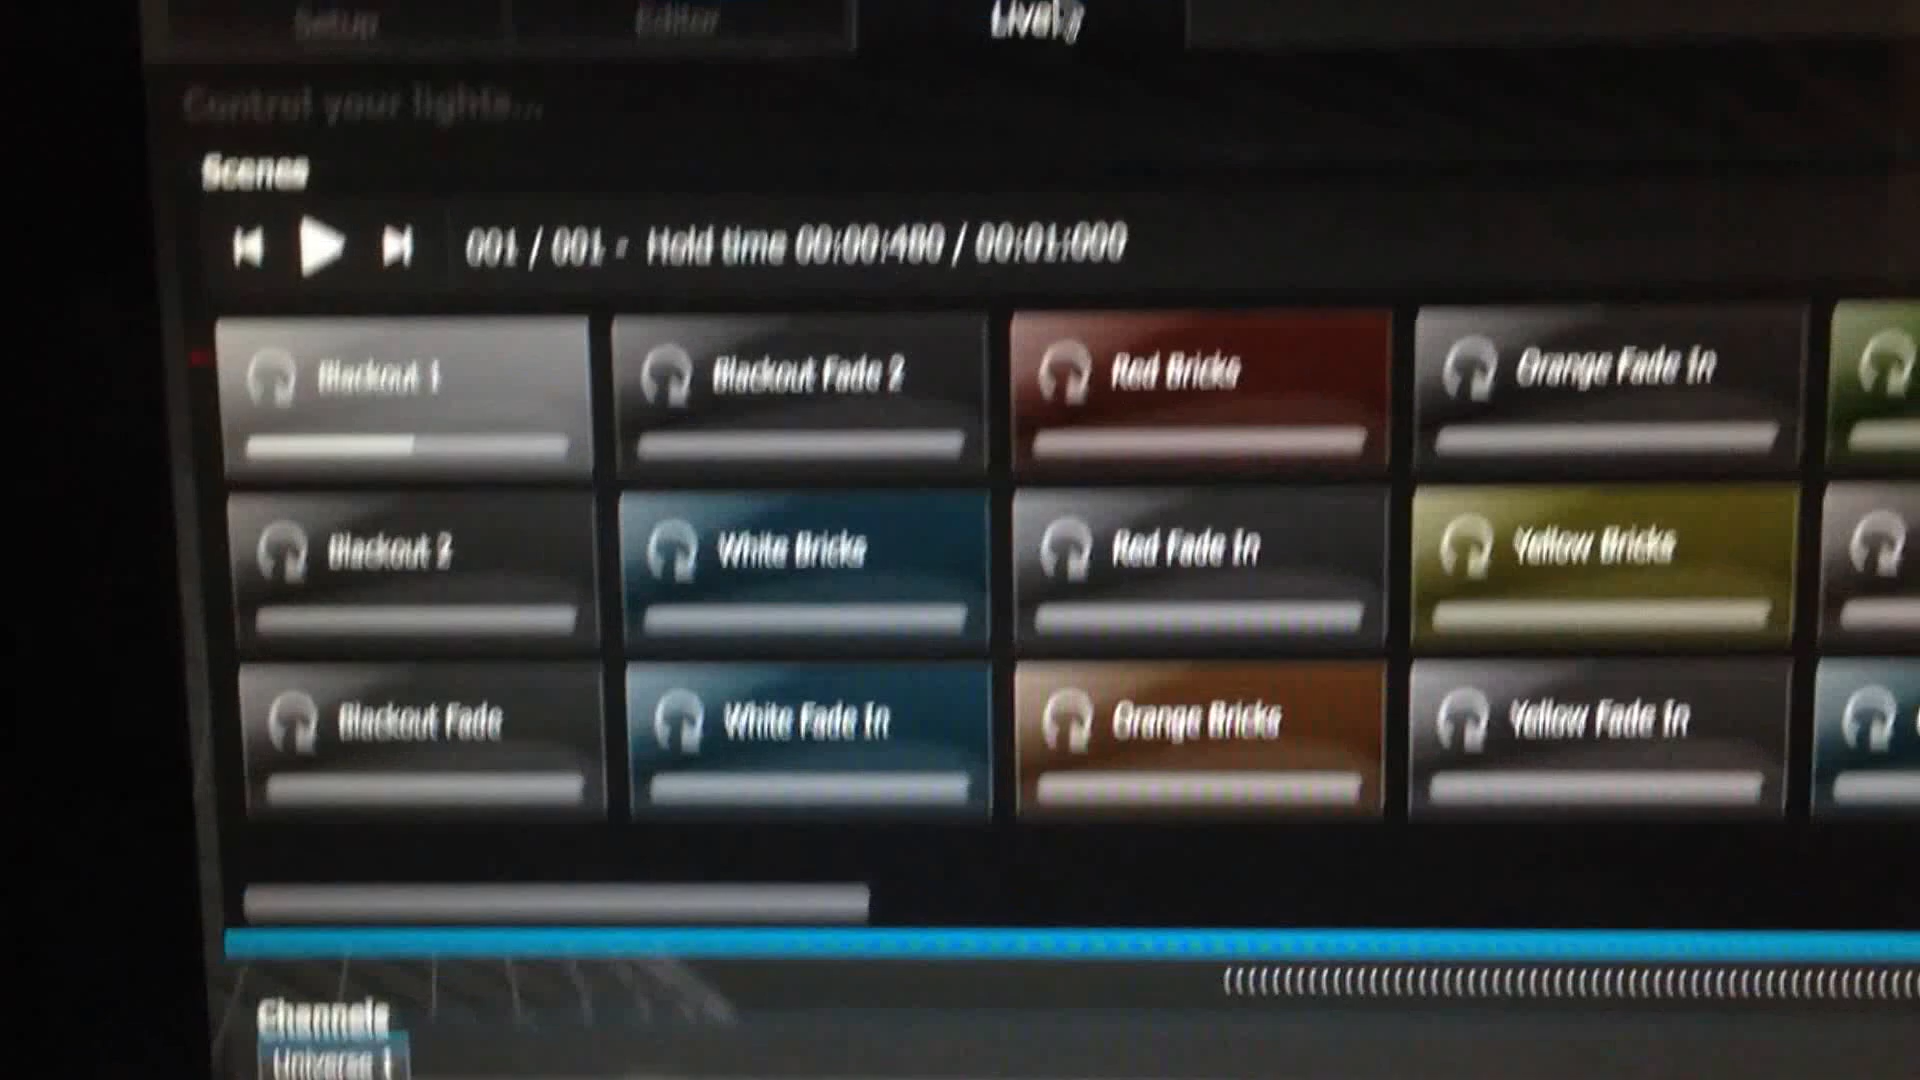 Setup Editor Live
Control your lights...
Scenes
001 / 001 - Hold time 00:00:480 / 00:01:000
Blackout 1 Blackout Fade 2 Red Bricks Orange Fade In
Blackout 2 White Bricks Red Fade In Yellow Bricks
Blackout Fade White Fade In Orange Bricks Yellow Fade In
Channels
Universe 1